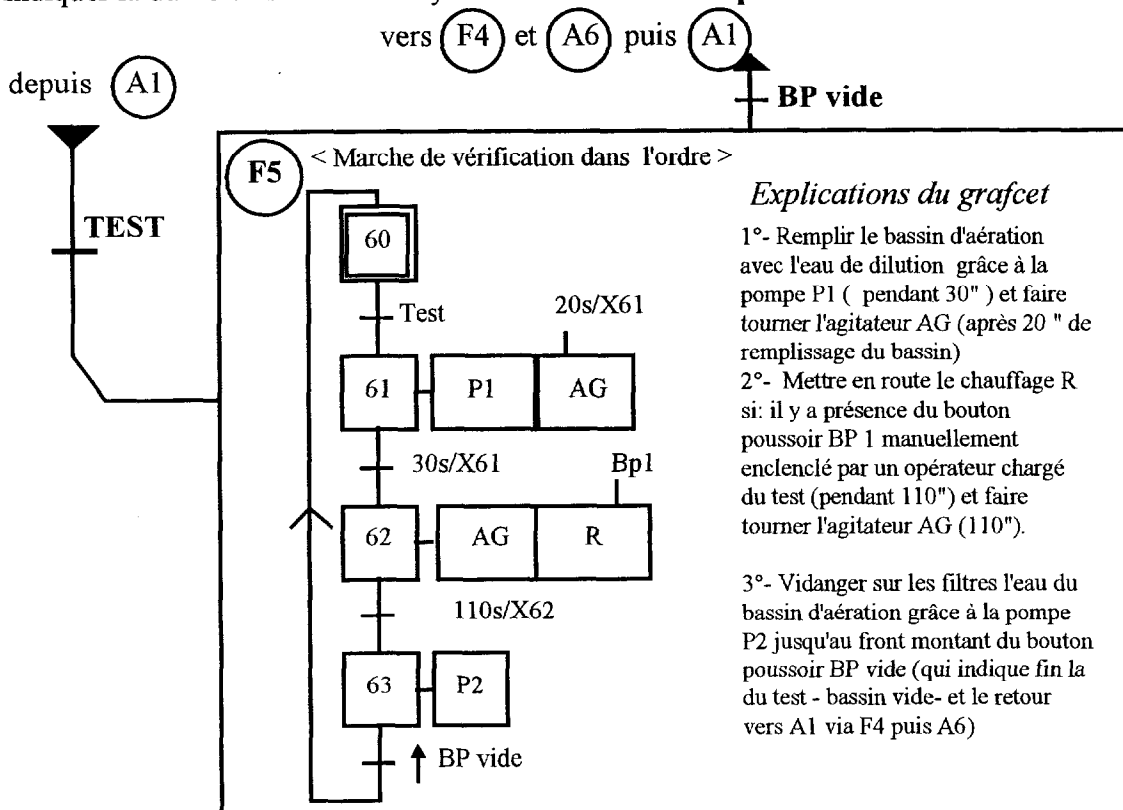 vers F4 et A6 puis A1
depuis A1
BP vide
F5 < Marche de vérification dans l'ordre >
TEST
Explications du grafcet
1°- Remplir le bassin d'aération
avec l'eau de dilution grâce à la
pompe P1 ( pendant 30" ) et faire
tourner l'agitateur AG (après 20 " de
remplissage du bassin)
2°- Mettre en route le chauffage R
si: il y a présence du bouton
poussoir BP 1 manuellement
enclenclé par un opérateur chargé
du test (pendant 110") et faire
tourner l'agitateur AG (110").
3°- Vidanger sur les filtres l'eau du
bassin d'aération grâce à la pompe
P2 jusqu'au front montant du bouton
poussoir BP vide (qui indique fin la
du test - bassin vide- et le retour
vers A1 via F4 puis A6)
60
Test
20s/X61
61 P1 AG
30s/X61
Bp1
62 AG R
110s/X62
63 P2
↑ BP vide